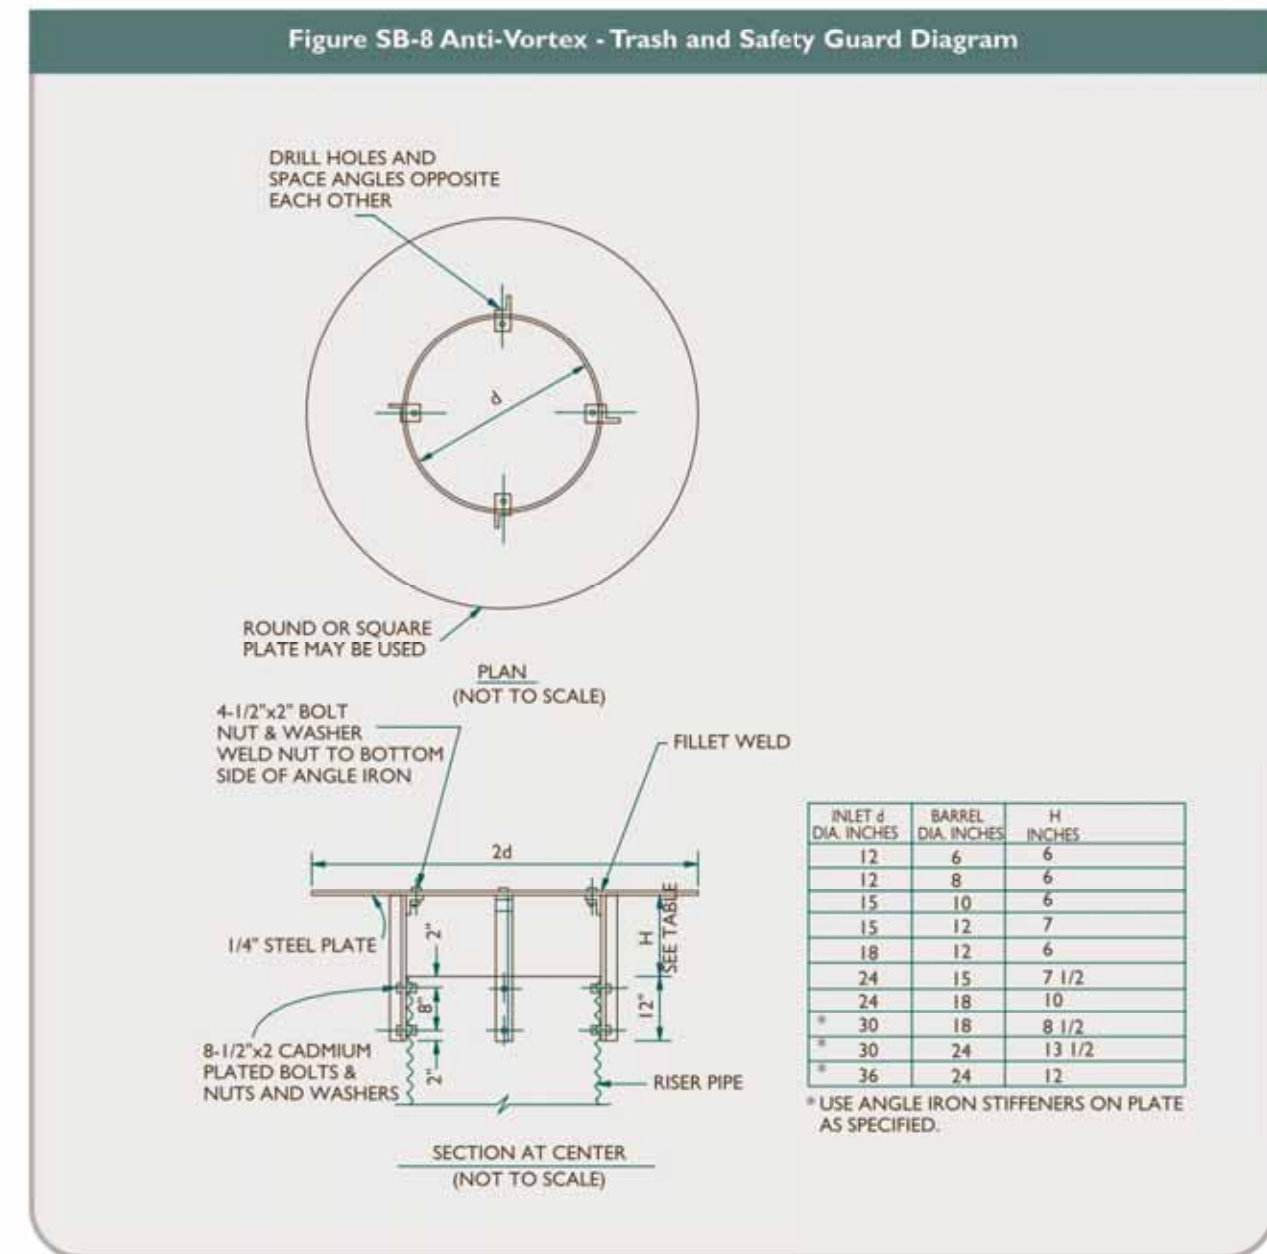 Figure SB-8 Anti-Vortex - Trash and Safety Guard Diagram
DRILL HOLES AND
SPACE ANGLES OPPOSITE
EACH OTHER
d
ROUND OR SQUARE
PLATE MAY BE USED
PLAN
(NOT TO SCALE)
4-1/2"x2" BOLT
NUT & WASHER
WELD NUT TO BOTTOM
SIDE OF ANGLE IRON
FILLET WELD
2d
1/4" STEEL PLATE
2"
H
SEE TABLE
8"
12"
2"
8-1/2"x2 CADMIUM
PLATED BOLTS &
NUTS AND WASHERS
RISER PIPE
SECTION AT CENTER
(NOT TO SCALE)
INLET d BARREL H
DIA. INCHES DIA. INCHES INCHES
12 6 6
12 8 6
15 10 6
15 12 7
18 12 6
24 15 7 1/2
24 18 10
* 30 18 8 1/2
* 30 24 13 1/2
* 36 24 12
* USE ANGLE IRON STIFFENERS ON PLATE
AS SPECIFIED.